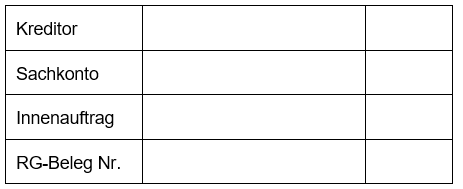 Kreditor
Sachkonto
Innenauftrag
RG-Beleg Nr.